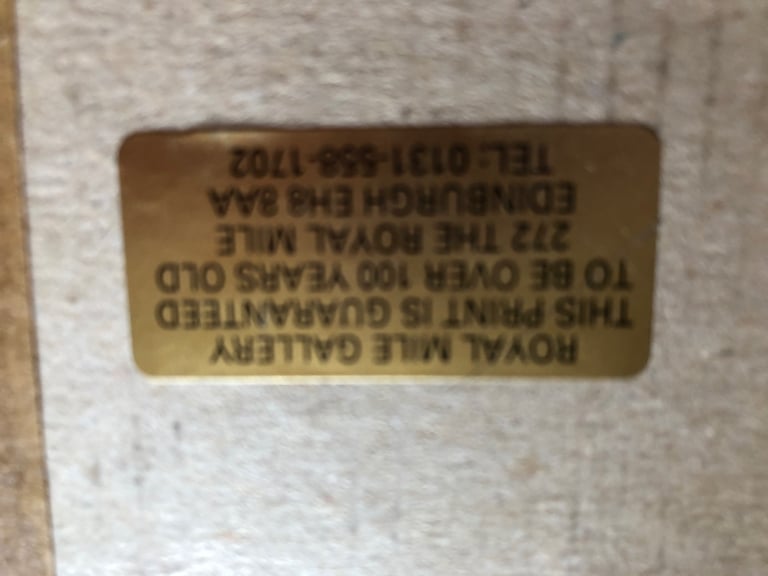 ROYAL MILE GALLERY
THIS PRINT IS GUARANTEED
TO BE OVER 100 YEARS OLD
272 THE ROYAL MILE
EDINBURGH EH8 8AA
TEL: 0131-558-1702